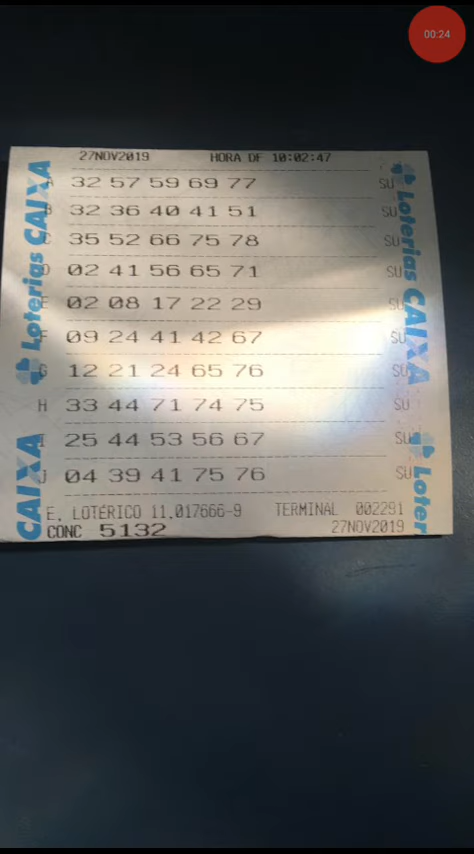 00:24
27NOV2019 HORA DF 10:02:47
A 32 57 59 69 77 SU
B 32 36 40 41 51 SU
C 35 52 66 75 78 SU
D 02 41 56 65 71 SU
E 02 08 17 22 29 SU
F 09 24 41 42 67 SU
G 12 21 24 65 76 SU
H 33 44 71 74 75 SU
I 25 44 53 56 67 SU
J 04 39 41 75 76 SU
E. LOTÉRICO 11.017666-9 TERMINAL 002291
CONC 5132 27NOV2019
CAIXA Loterias CAIXA
Loterias CAIXA Loter